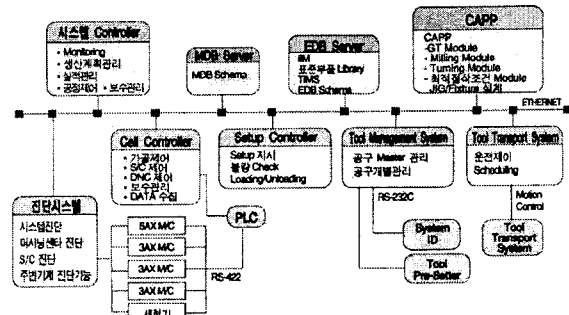 시스템 Controller
• Monitoring
• 생산계획관리
• 실적관리
• 공정제어 • 보수관리
MDB Server
MDB Schema
EDB Server
IIM
표준부품 Library
TIMS
EDB Schema
CAPP
CAPP
-GT Module
- Milling Module
- Turning Module
- 최적절삭조건 Module
JIG/Fixture 설계
ETHERNET
Cell Controller
• 가공제어
• S/C 제어
• DNC 제어
• 보수관리
• DATA 수집
Setup Controller
Setup 지시
불량 Check
Loading/Unloading
Tool Management System
공구 Master 관리
공구개별관리
Tool Transport System
운전제어
Scheduling
진단시스템
시스템진단
머시닝센타 진단
S/C 진단
주변기계 진단기능
PLC
5AX M/C
3AX M/C
3AX M/C
3AX M/C
세척기
RS-422
RS-232C
System
ID
Tool
Pre-Setter
Motion
Control
Tool
Transport
System